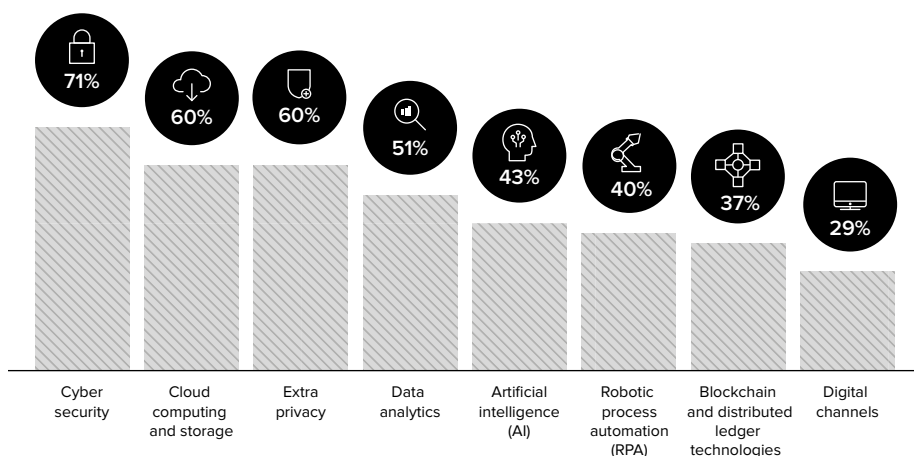 71%
60%
60%
51%
43%
40%
37%
29%
Cyber
security
Cloud
computing
and storage
Extra
privacy
Data
analytics
Artificial
intelligence
(AI)
Robotic
process
automation
(RPA)
Blockchain
and distributed
ledger
technologies
Digital
channels